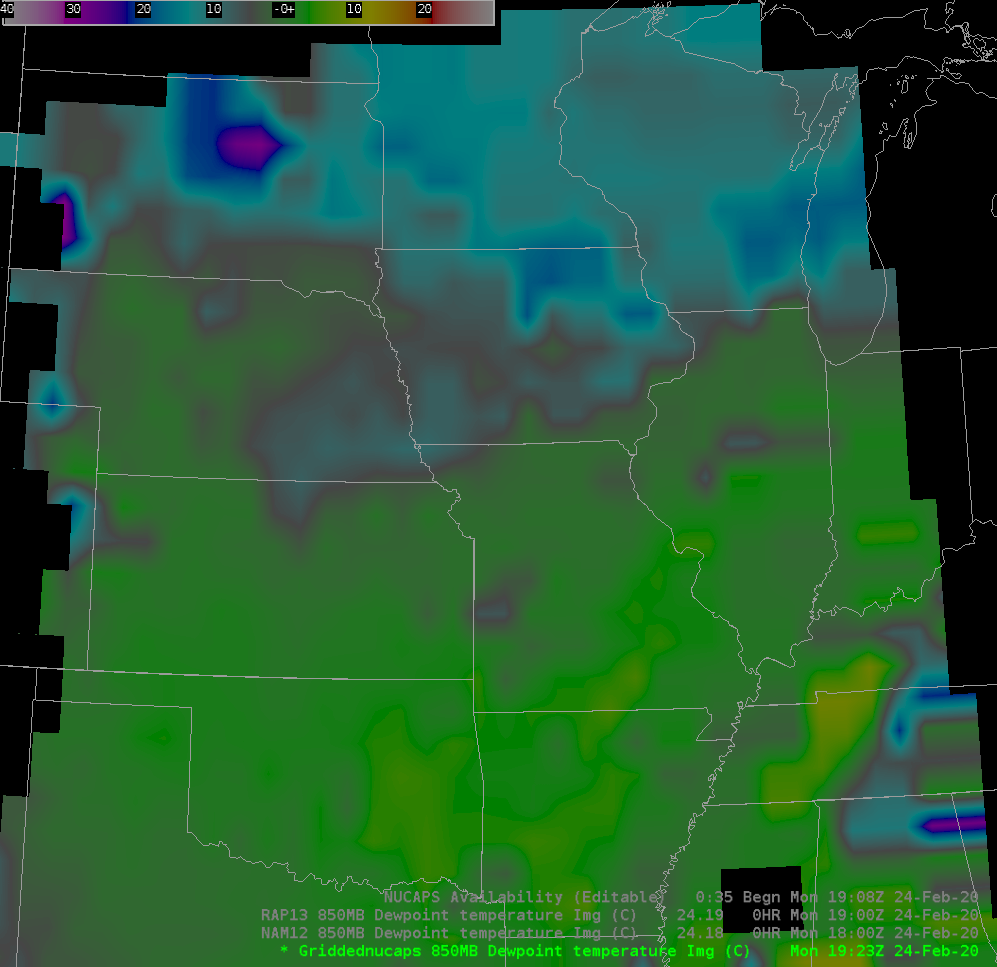 40 30 20 10 -0+ 10 20
NUCAPS Availability (Editable) 0:35 Begn Mon 19:08Z 24-Feb-20
RAP13 850MB Dewpoint temperature Img (C) 24.19 0HR Mon 19:00Z 24-Feb-20
NAM12 850MB Dewpoint temperature Img (C) 24.18 0HR Mon 18:00Z 24-Feb-20
* Griddednucaps 850MB Dewpoint temperature Img (C) Mon 19:23Z 24-Feb-20